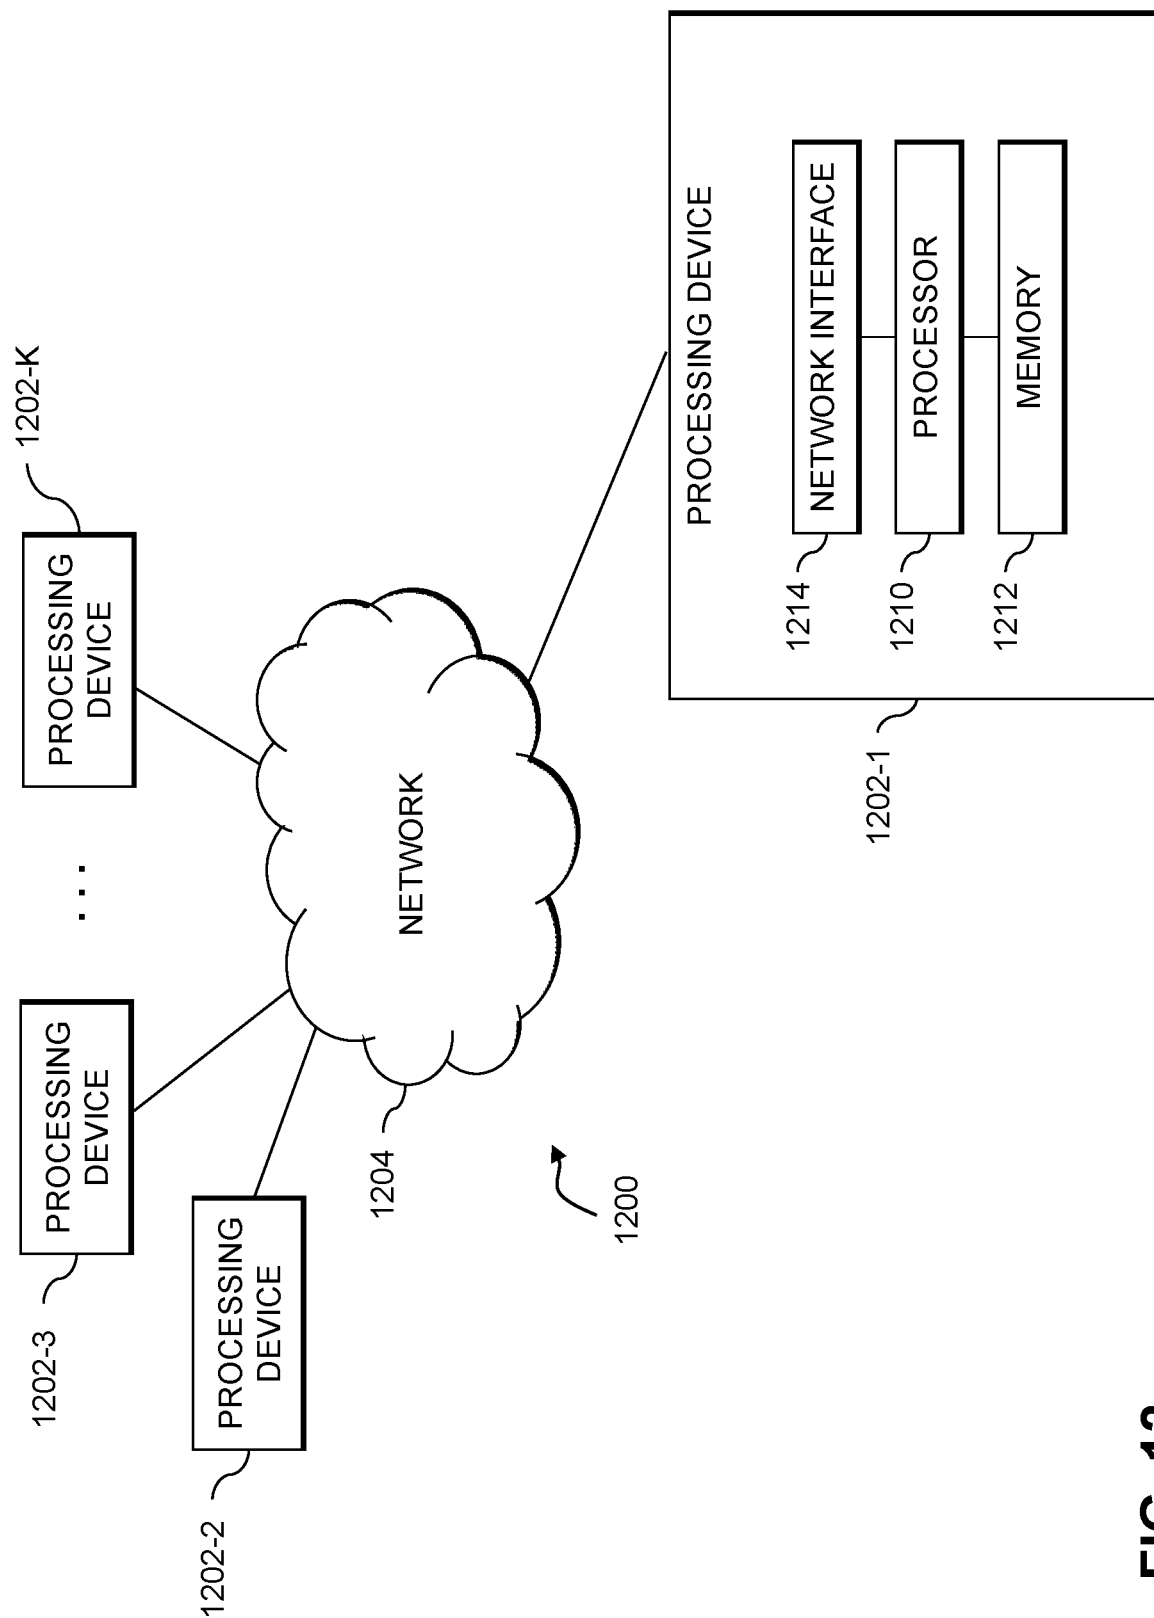 1202-K
1202-3
PROCESSING
DEVICE
. . .
PROCESSING
DEVICE
1202-2
PROCESSING
DEVICE
1204
NETWORK
1200
PROCESSING DEVICE
1214
NETWORK INTERFACE
1202-1
1210
PROCESSOR
1212
MEMORY
FIG.